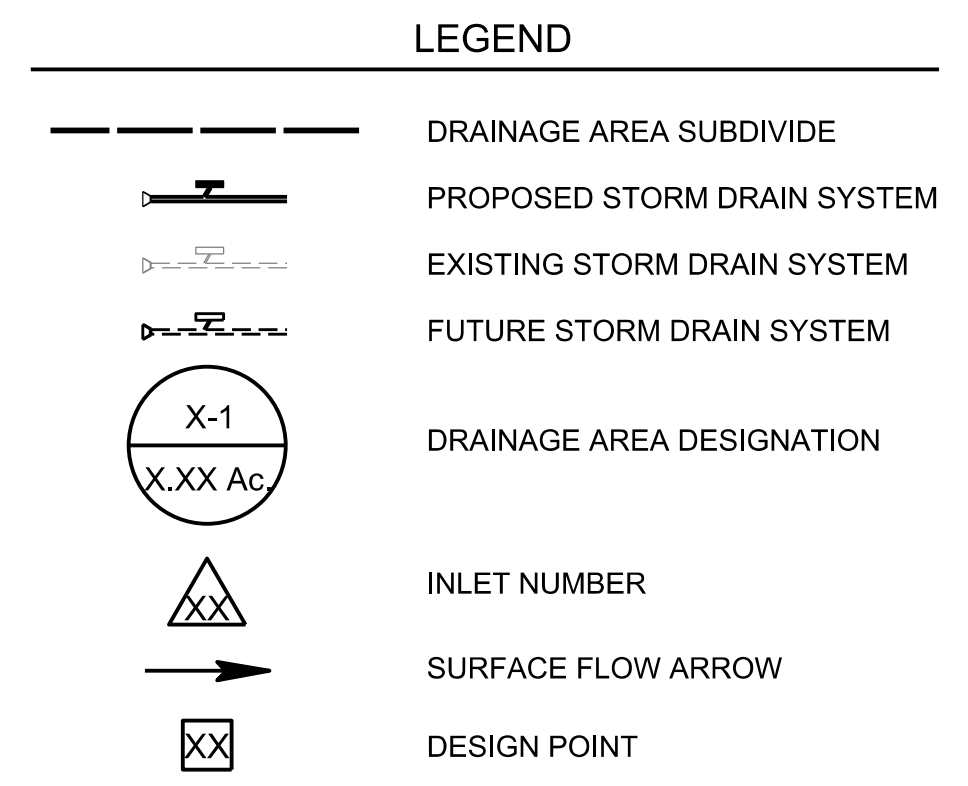 LEGEND
DRAINAGE AREA SUBDIVIDE
PROPOSED STORM DRAIN SYSTEM
EXISTING STORM DRAIN SYSTEM
FUTURE STORM DRAIN SYSTEM
X-1
X.XX Ac.
DRAINAGE AREA DESIGNATION
XX
INLET NUMBER
SURFACE FLOW ARROW
XX
DESIGN POINT